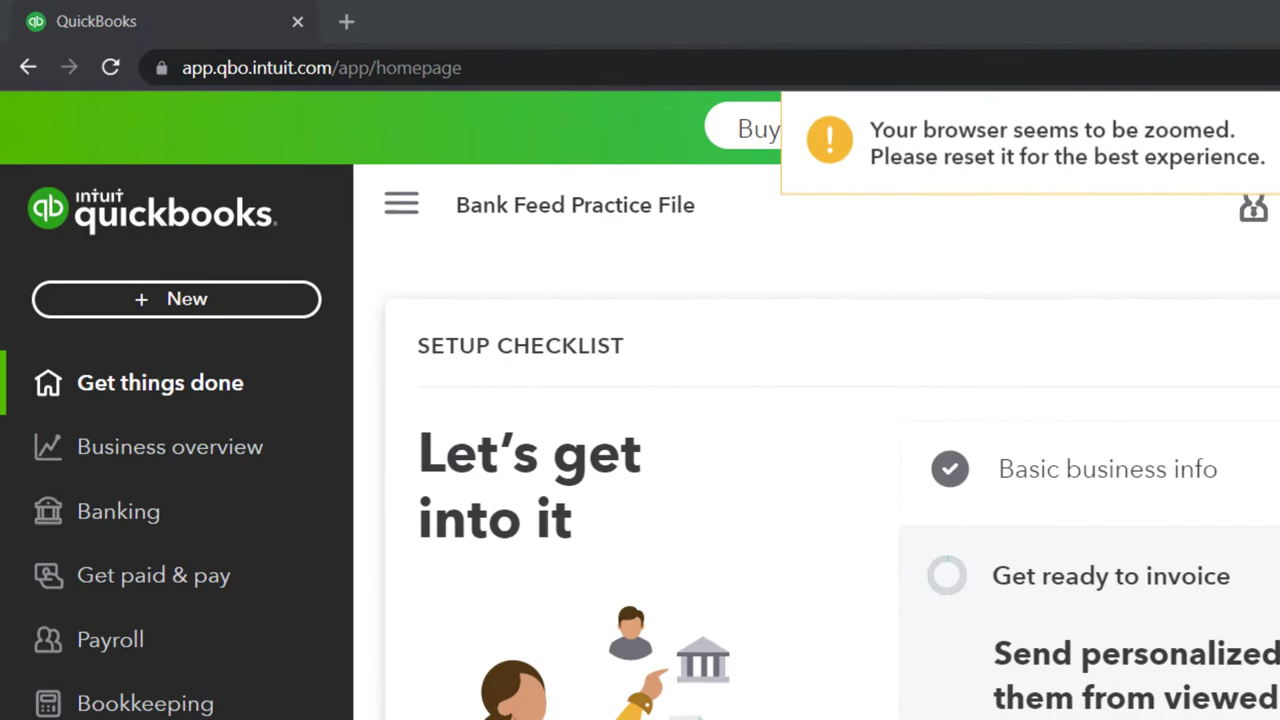 QuickBooks
app.qbo.intuit.com/app/homepage
Buy
Your browser seems to be zoomed.
Please reset it for the best experience.
intuit
quickbooks.
Bank Feed Practice File
+ New
SETUP CHECKLIST
Get things done
Business overview
Banking
Get paid & pay
Payroll
Bookkeeping
Let's get
into it
Basic business info
Get ready to invoice
Send personalized
them from viewed